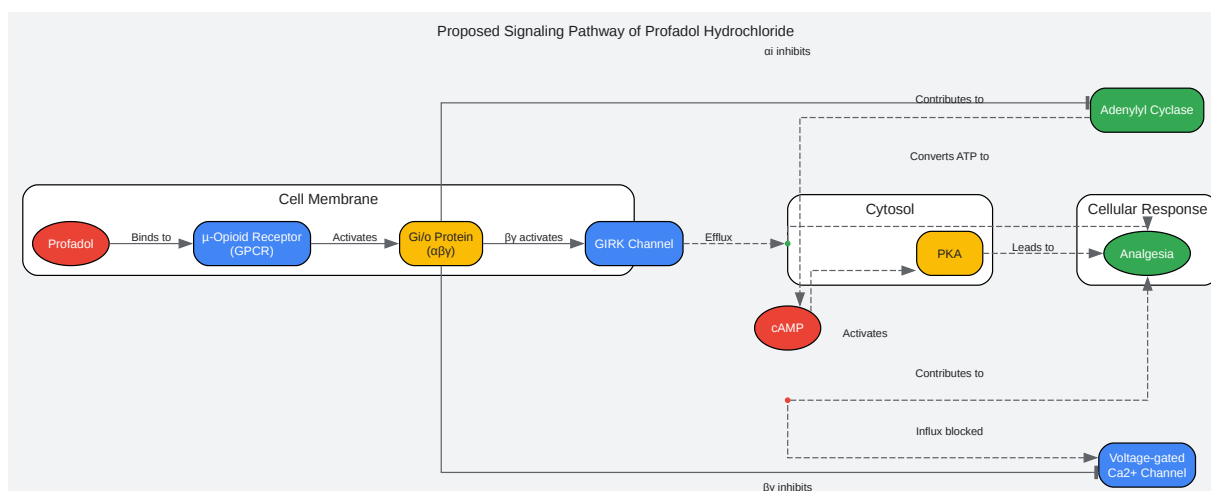 Proposed Signaling Pathway of Profadol Hydrochloride
αi inhibits
Contributes to
Adenylyl Cyclase
Converts ATP to
Cell Membrane
Cytosol
Cellular Response
Profadol
Binds to
µ-Opioid Receptor
(GPCR)
Activates
Gi/o Protein
(αβγ)
βγ activates
GIRK Channel
Efflux
PKA
Leads to
Analgesia
cAMP
Activates
Contributes to
Influx blocked
Voltage-gated
Ca2+ Channel
βγ inhibits